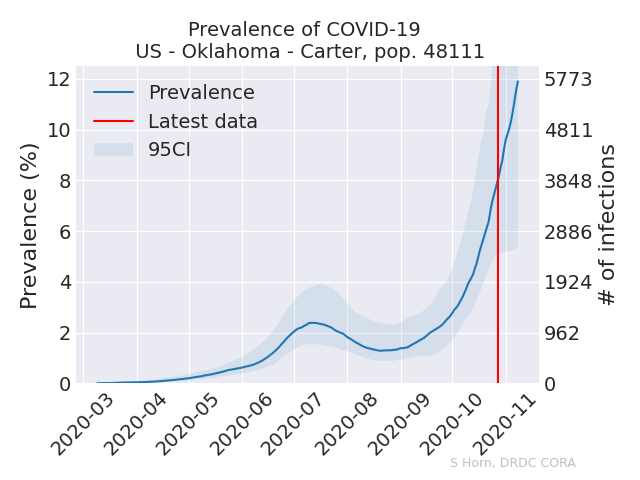 Prevalence of COVID-19
US - Oklahoma - Carter, pop. 48111
Prevalence
Latest data
95CI
Prevalence (%)
12
10
8
6
4
2
0
5773
4811
3848
2886
1924
962
0
# of infections
2020-03
2020-04
2020-05
2020-06
2020-07
2020-08
2020-09
2020-10
2020-11
S Horn, DRDC CORA